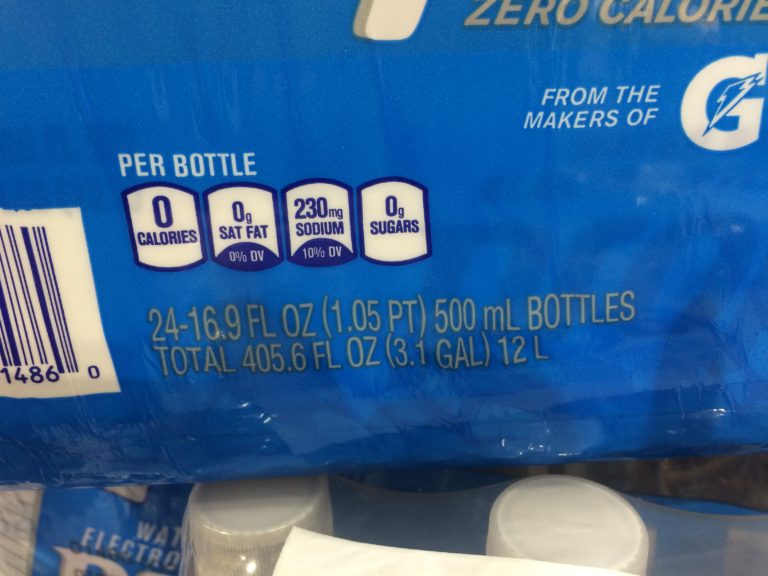 ZERO CALORIE
FROM THE
MAKERS OF
G
PER BOTTLE
0
CALORIES
0g
SAT FAT
0% DV
230mg
SODIUM
10% DV
0g
SUGARS
24-16.9 FL OZ (1.05 PT) 500 mL BOTTLES
TOTAL 405.6 FL OZ (3.1 GAL) 12 L
1486 0
WAT
ELECTRO